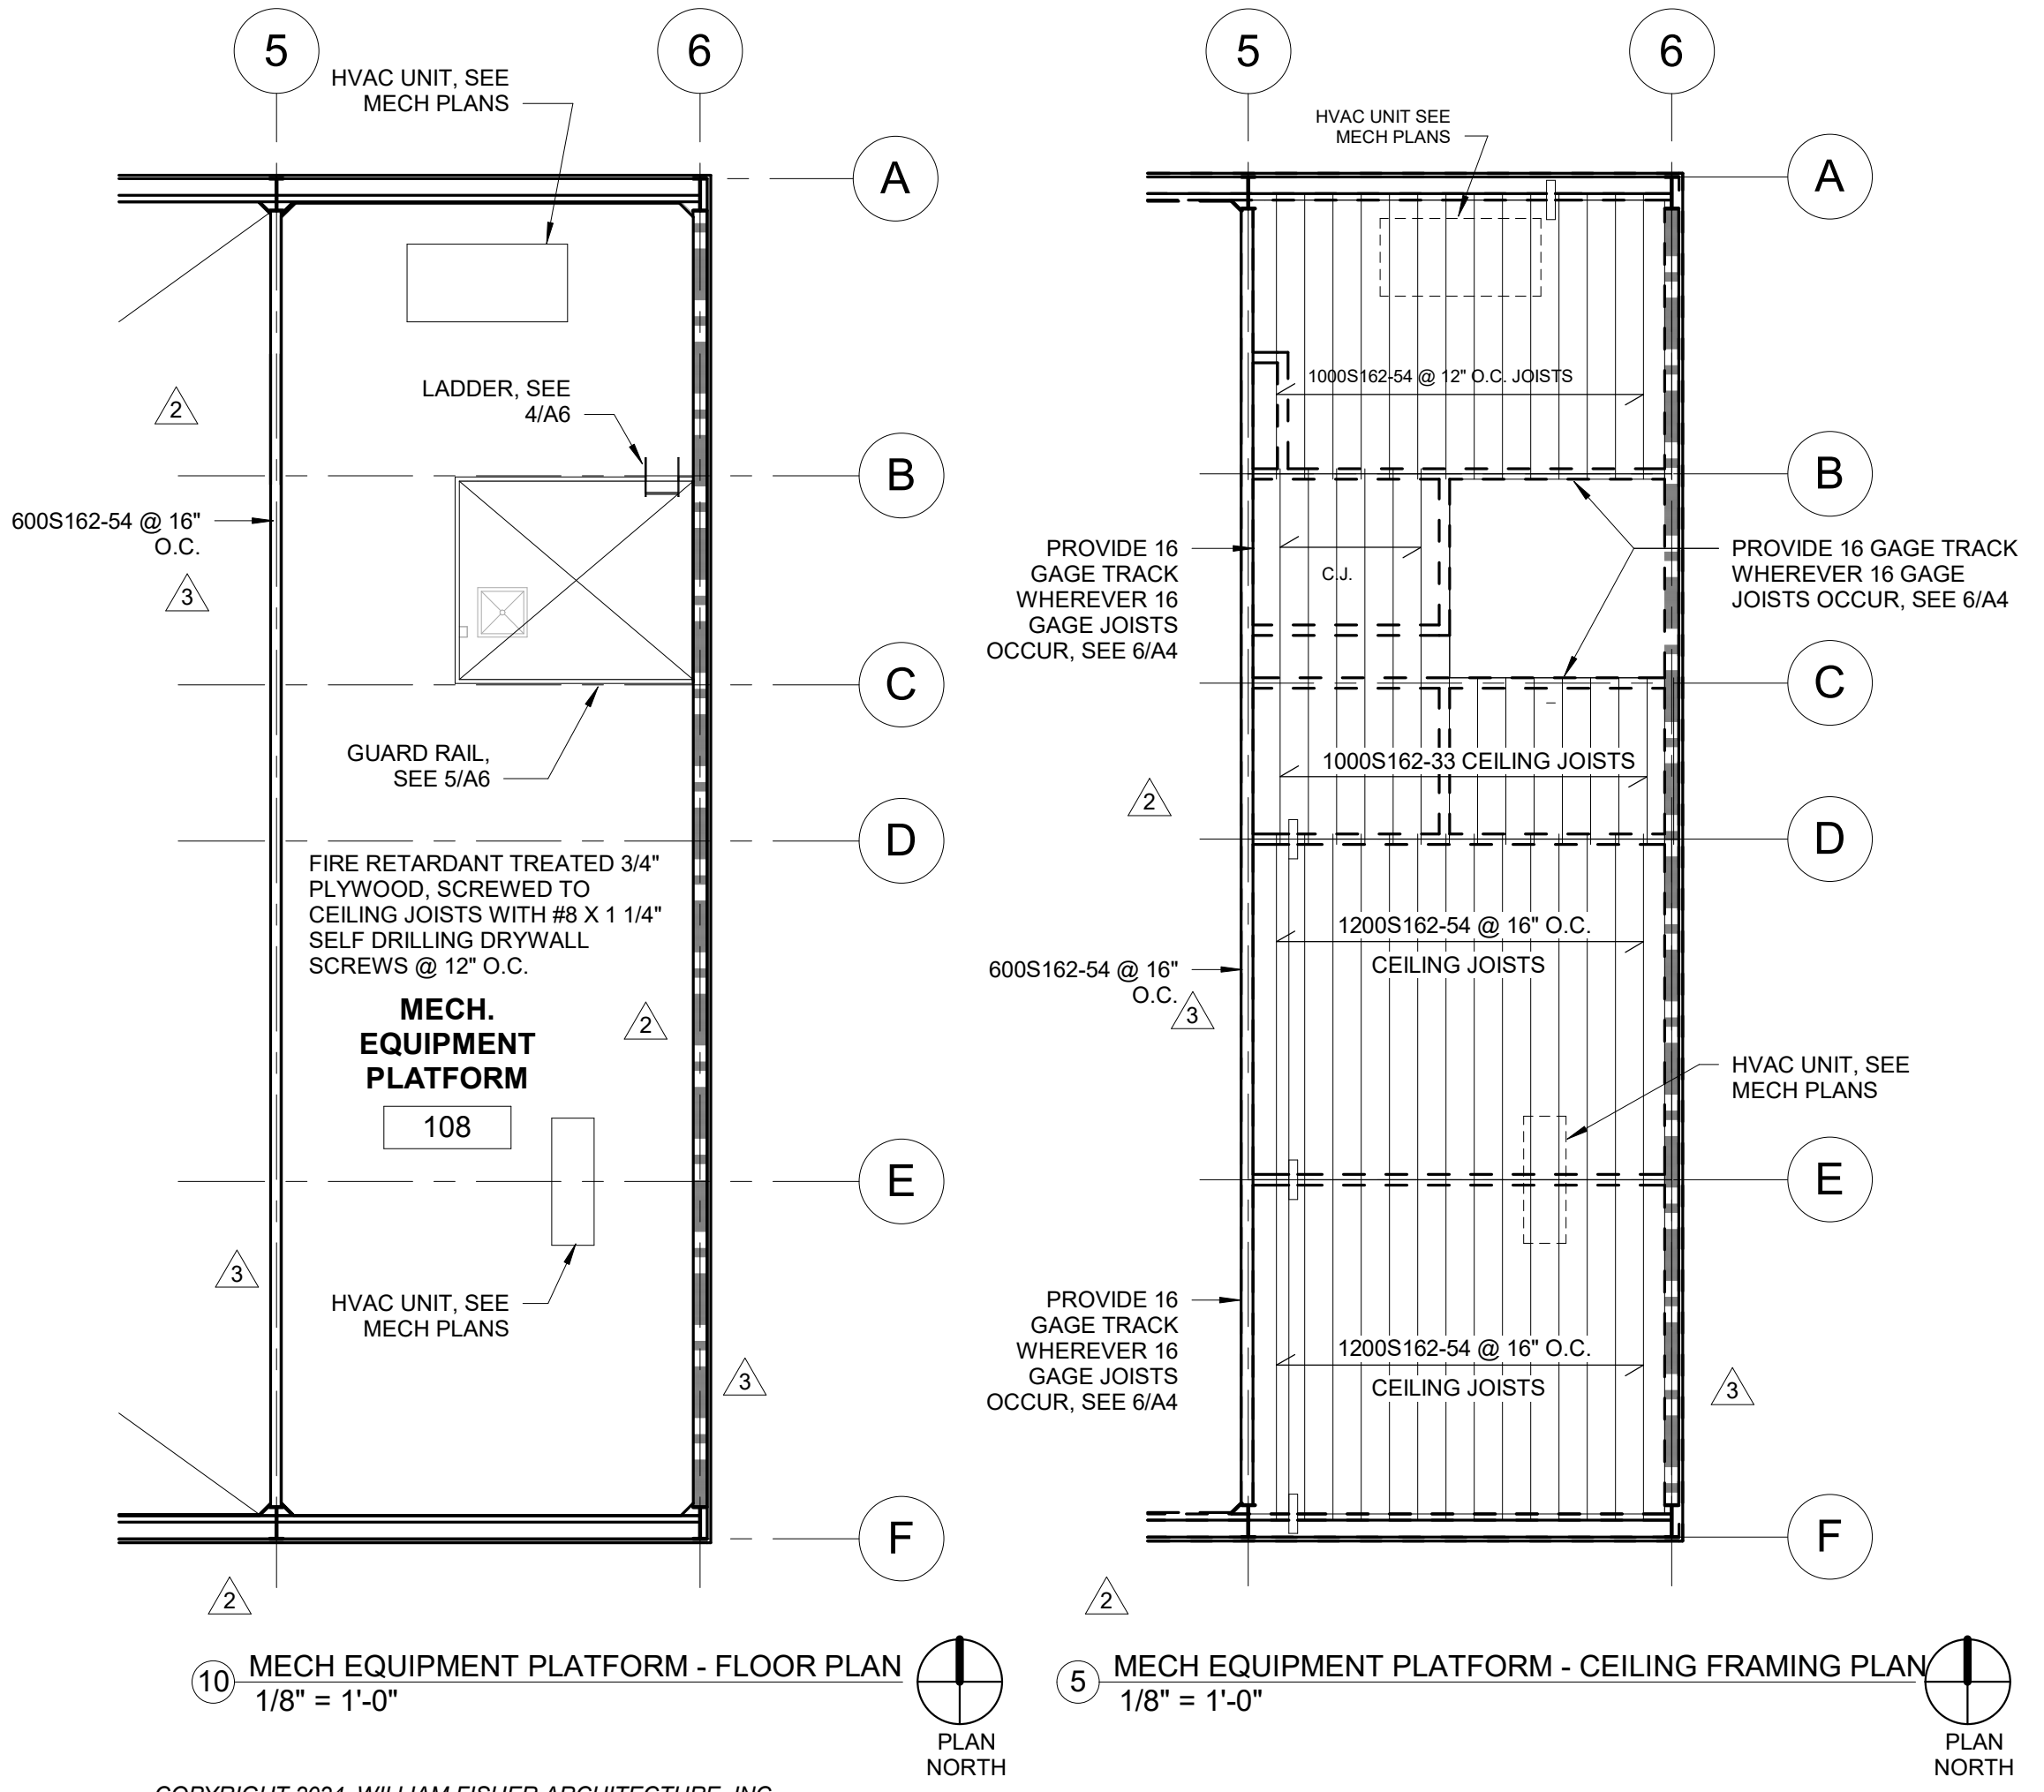 5
6
HVAC UNIT, SEE
MECH PLANS
A
LADDER, SEE
4/A6
2
B
600S162-54 @ 16"
O.C.
3
C
GUARD RAIL,
SEE 5/A6
D
FIRE RETARDANT TREATED 3/4"
PLYWOOD, SCREWED TO
CEILING JOISTS WITH #8 X 1 1/4"
SELF DRILLING DRYWALL
SCREWS @ 12" O.C.
MECH.
EQUIPMENT
PLATFORM
2
108
E
3
HVAC UNIT, SEE
MECH PLANS
3
F
2
10
MECH EQUIPMENT PLATFORM - FLOOR PLAN
1/8" = 1'-0"
PLAN
NORTH
5
6
HVAC UNIT SEE
MECH PLANS
A
1000S162-54 @ 12" O.C. JOISTS
B
PROVIDE 16
GAGE TRACK
WHEREVER 16
GAGE JOISTS
OCCUR, SEE 6/A4
C.J.
PROVIDE 16 GAGE TRACK
WHEREVER 16 GAGE
JOISTS OCCUR, SEE 6/A4
C
1000S162-33 CEILING JOISTS
2
D
1200S162-54 @ 16" O.C.
CEILING JOISTS
600S162-54 @ 16"
O.C.
3
HVAC UNIT, SEE
MECH PLANS
E
PROVIDE 16
GAGE TRACK
WHEREVER 16
GAGE JOISTS
OCCUR, SEE 6/A4
1200S162-54 @ 16" O.C.
CEILING JOISTS
3
F
2
5
MECH EQUIPMENT PLATFORM - CEILING FRAMING PLAN
1/8" = 1'-0"
PLAN
NORTH
COPYRIGHT 2024, WILLIAM FISHER ARCHITECTURE, INC.